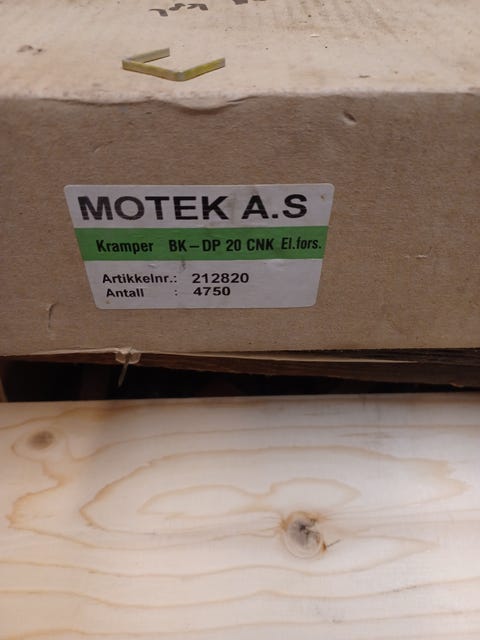 MOTEK A.S
Kramper BK-DP 20 CNK El.fors.
Artikkelnr.: 212820
Antall : 4750